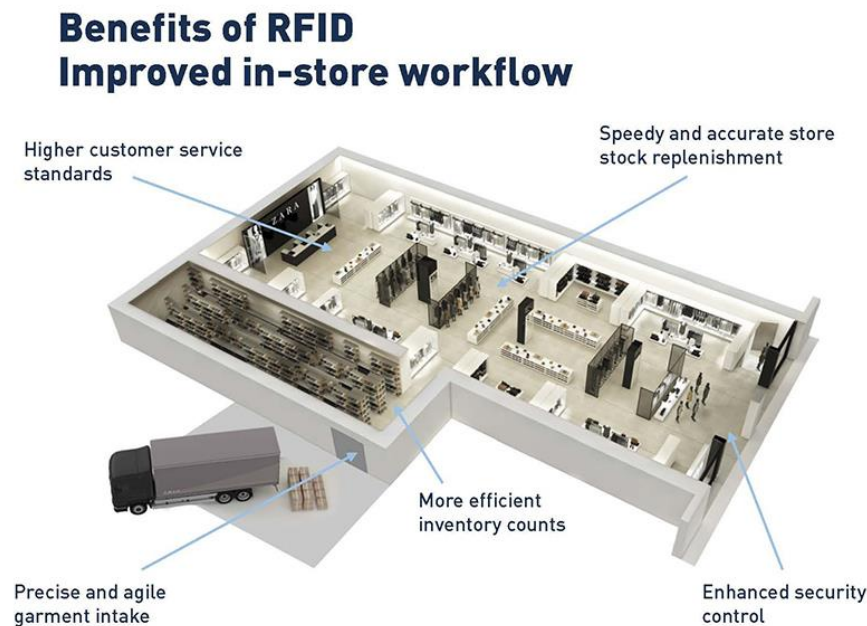 Benefits of RFID
Improved in-store workflow
Higher customer service
standards
Speedy and accurate store
stock replenishment
ZARA
More efficient
inventory counts
Precise and agile
garment intake
Enhanced security
control